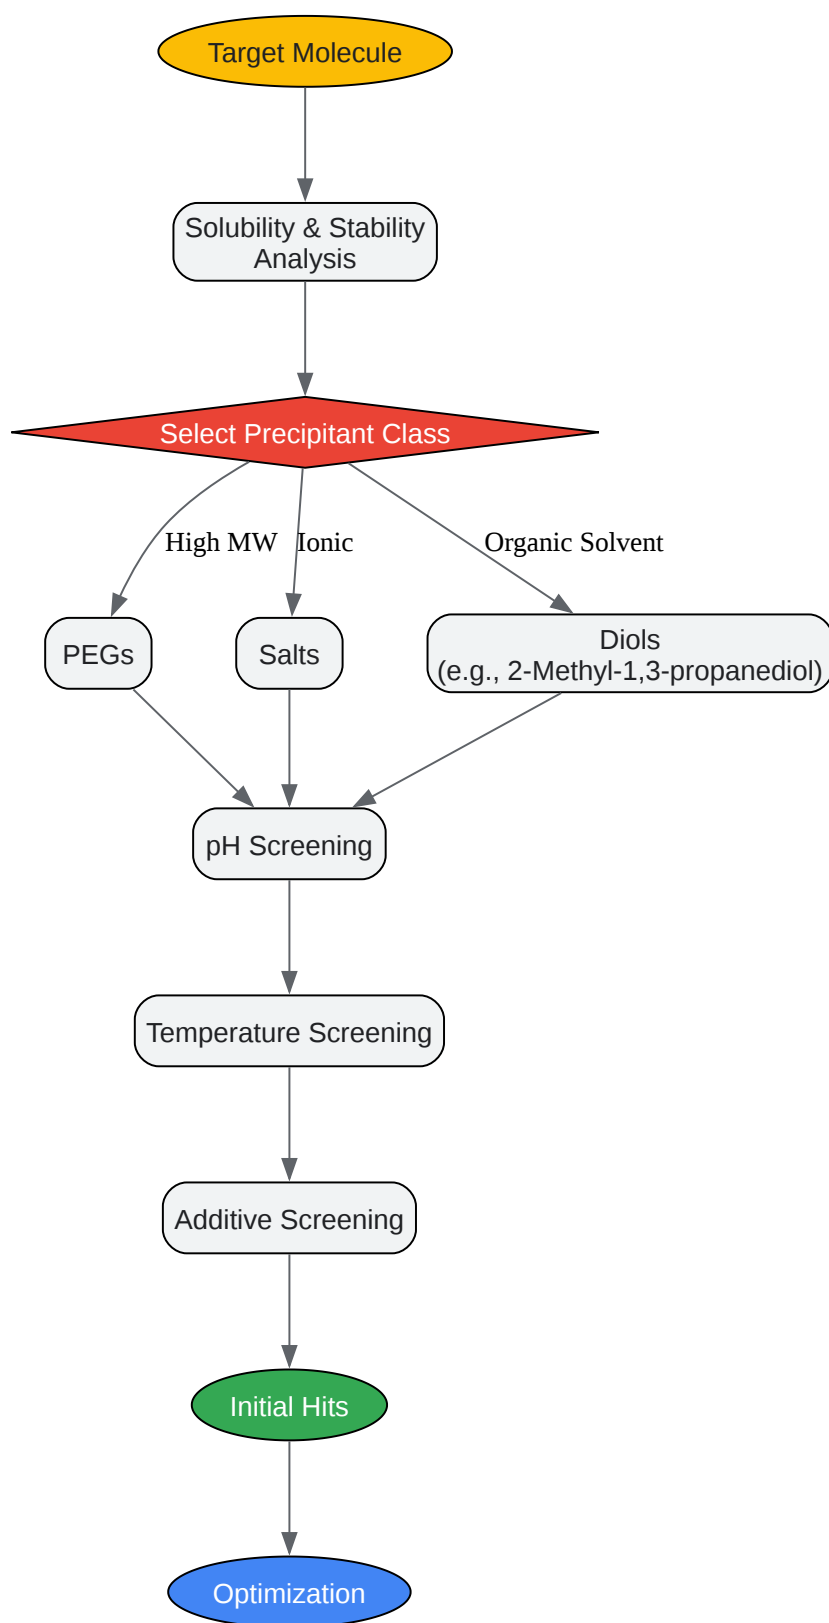 Target Molecule
Solubility & Stability
Analysis
Select Precipitant Class
High MW
Ionic
Organic Solvent
PEGs
Salts
Diols
(e.g., 2-Methyl-1,3-propanediol)
pH Screening
Temperature Screening
Additive Screening
Initial Hits
Optimization